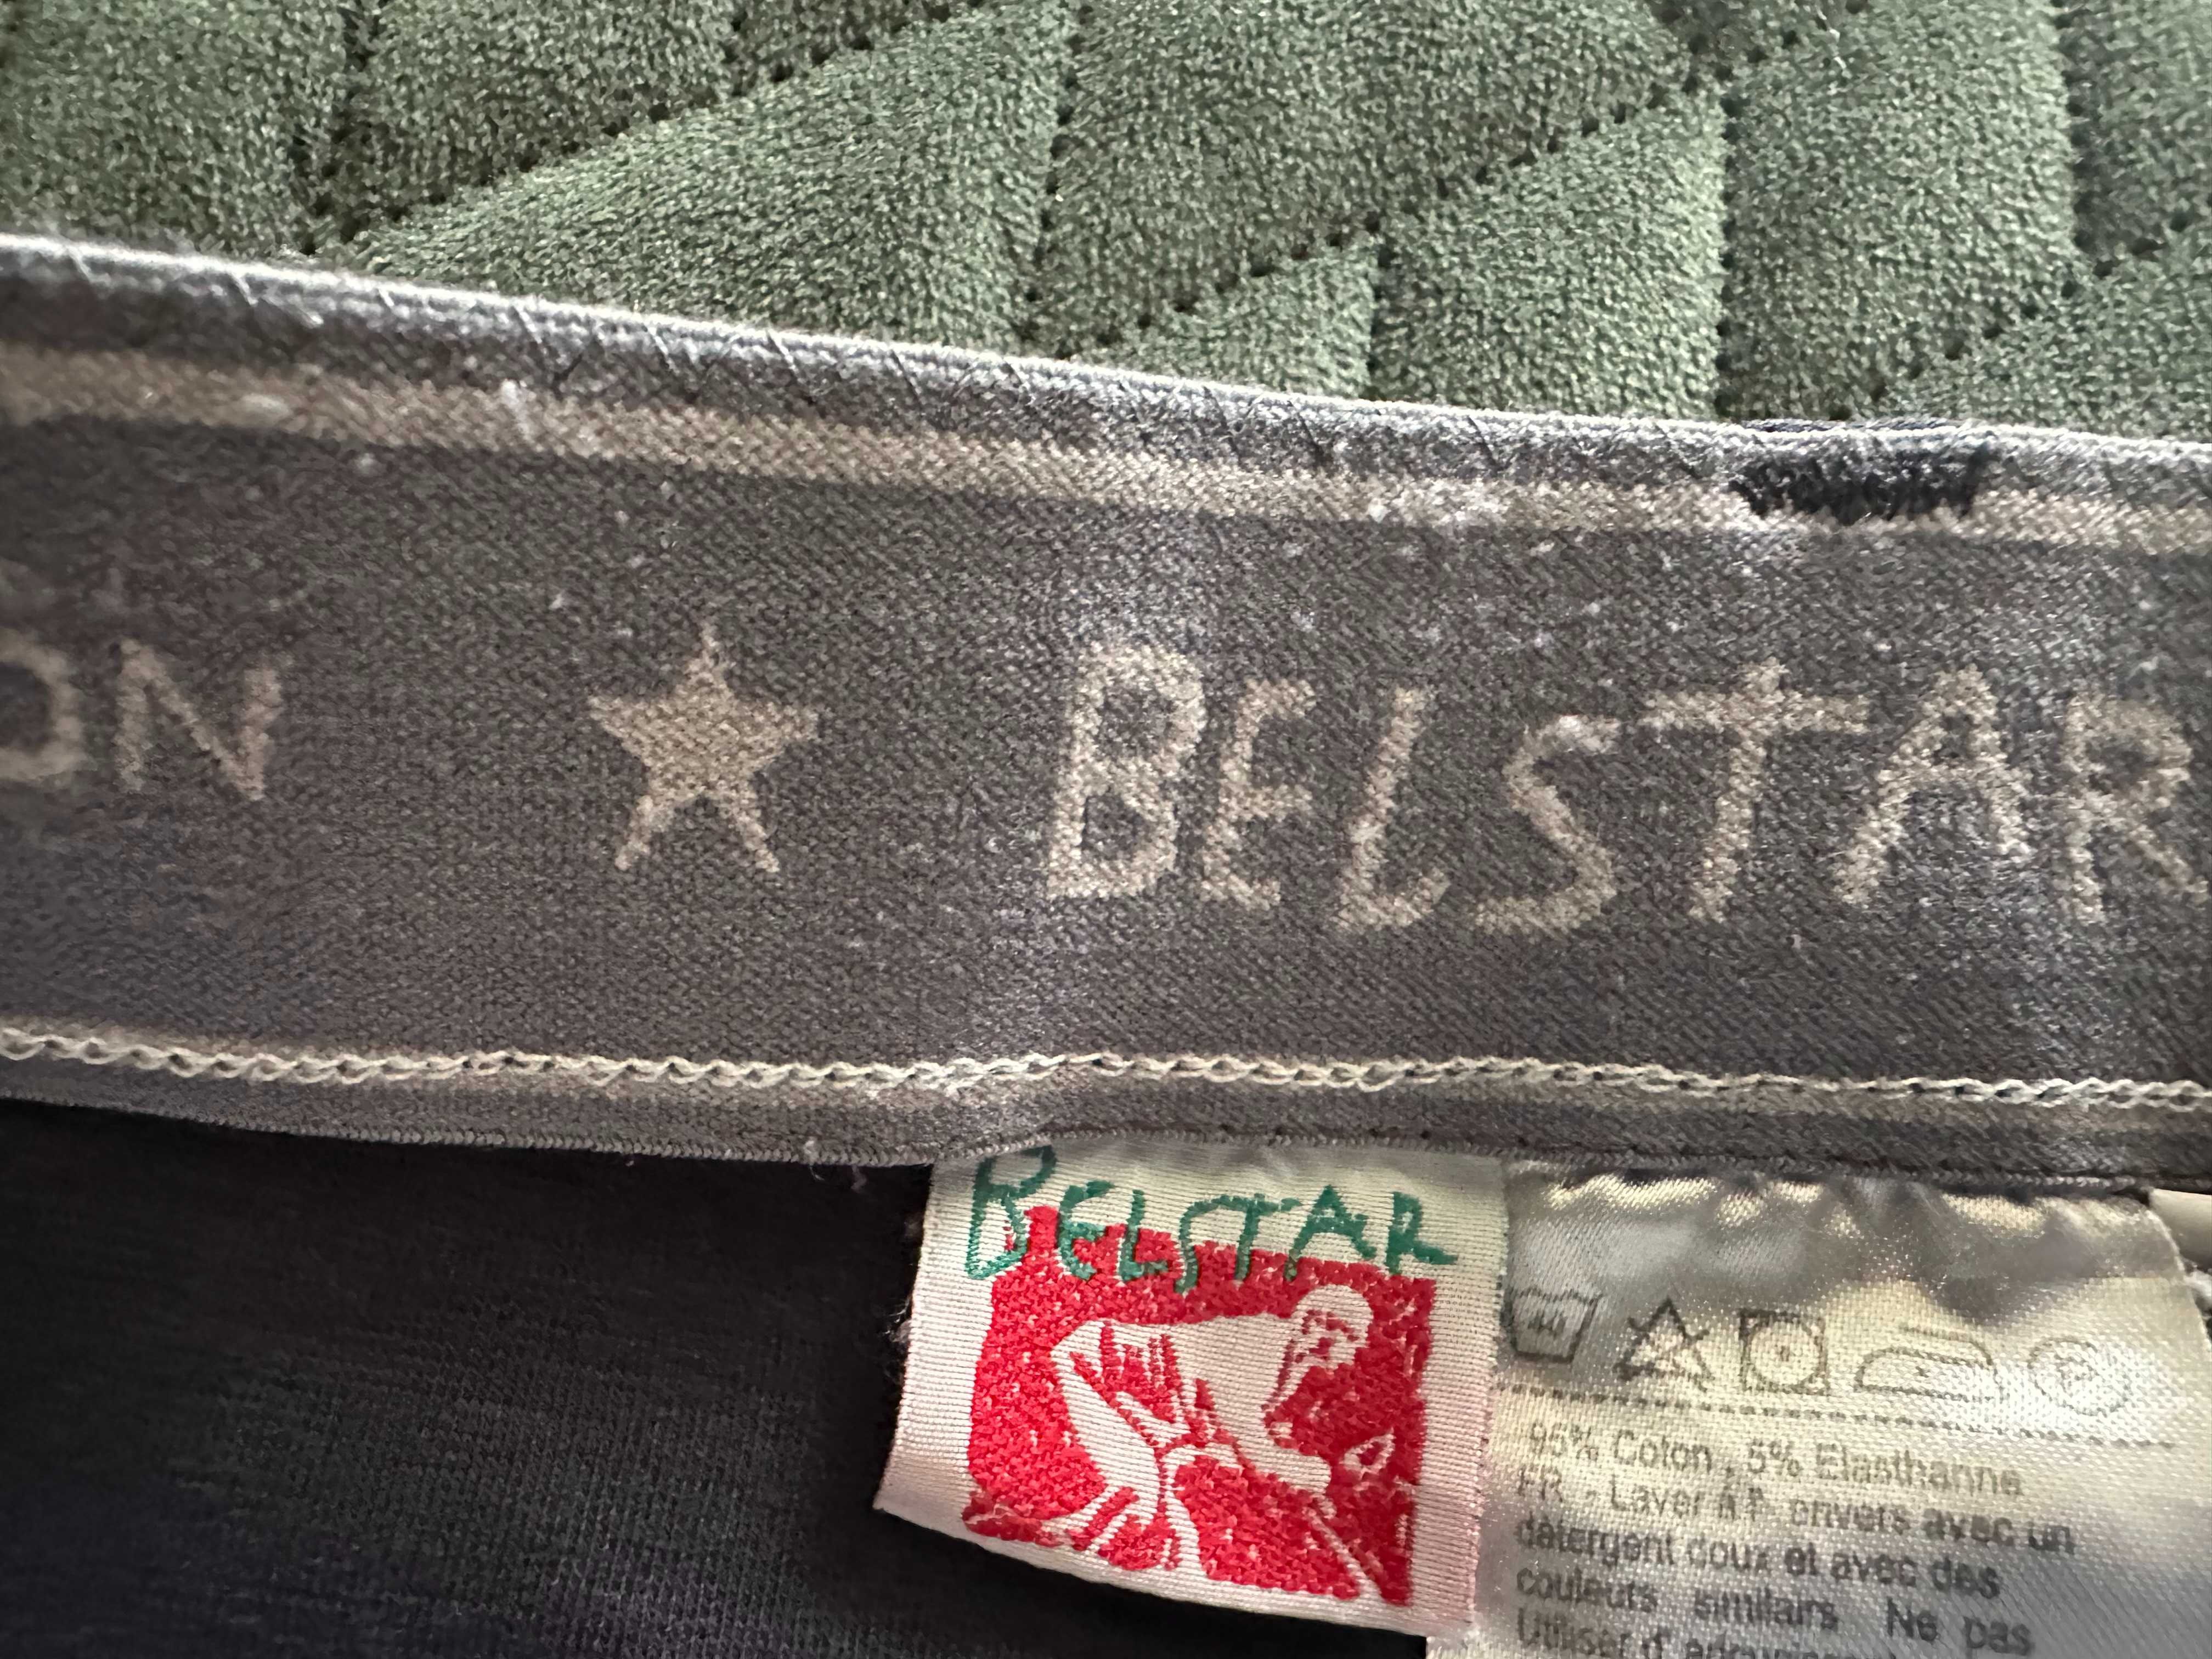 ON ★ BELSTAR
BELSTAR
95% Coton , 5% Elasthanne
FR - Laver à l' envers avec un
détergent doux et avec des
couleurs similairs Ne pas
Utiliser d'